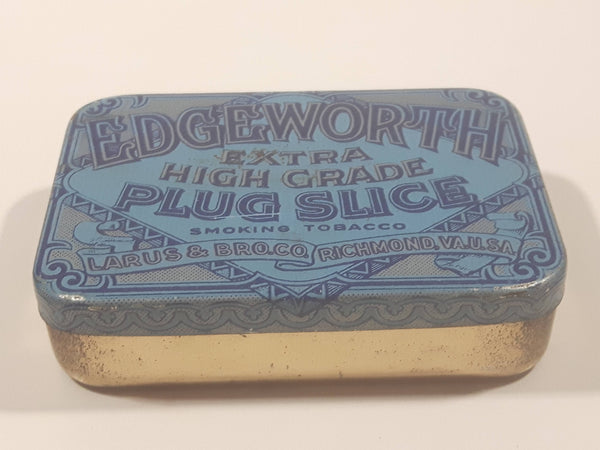 EDGEWORTH
EXTRA
HIGH GRADE
PLUG SLICE
SMOKING TOBACCO
LARUS & BRO.CO. RICHMOND, VA.U.S.A.